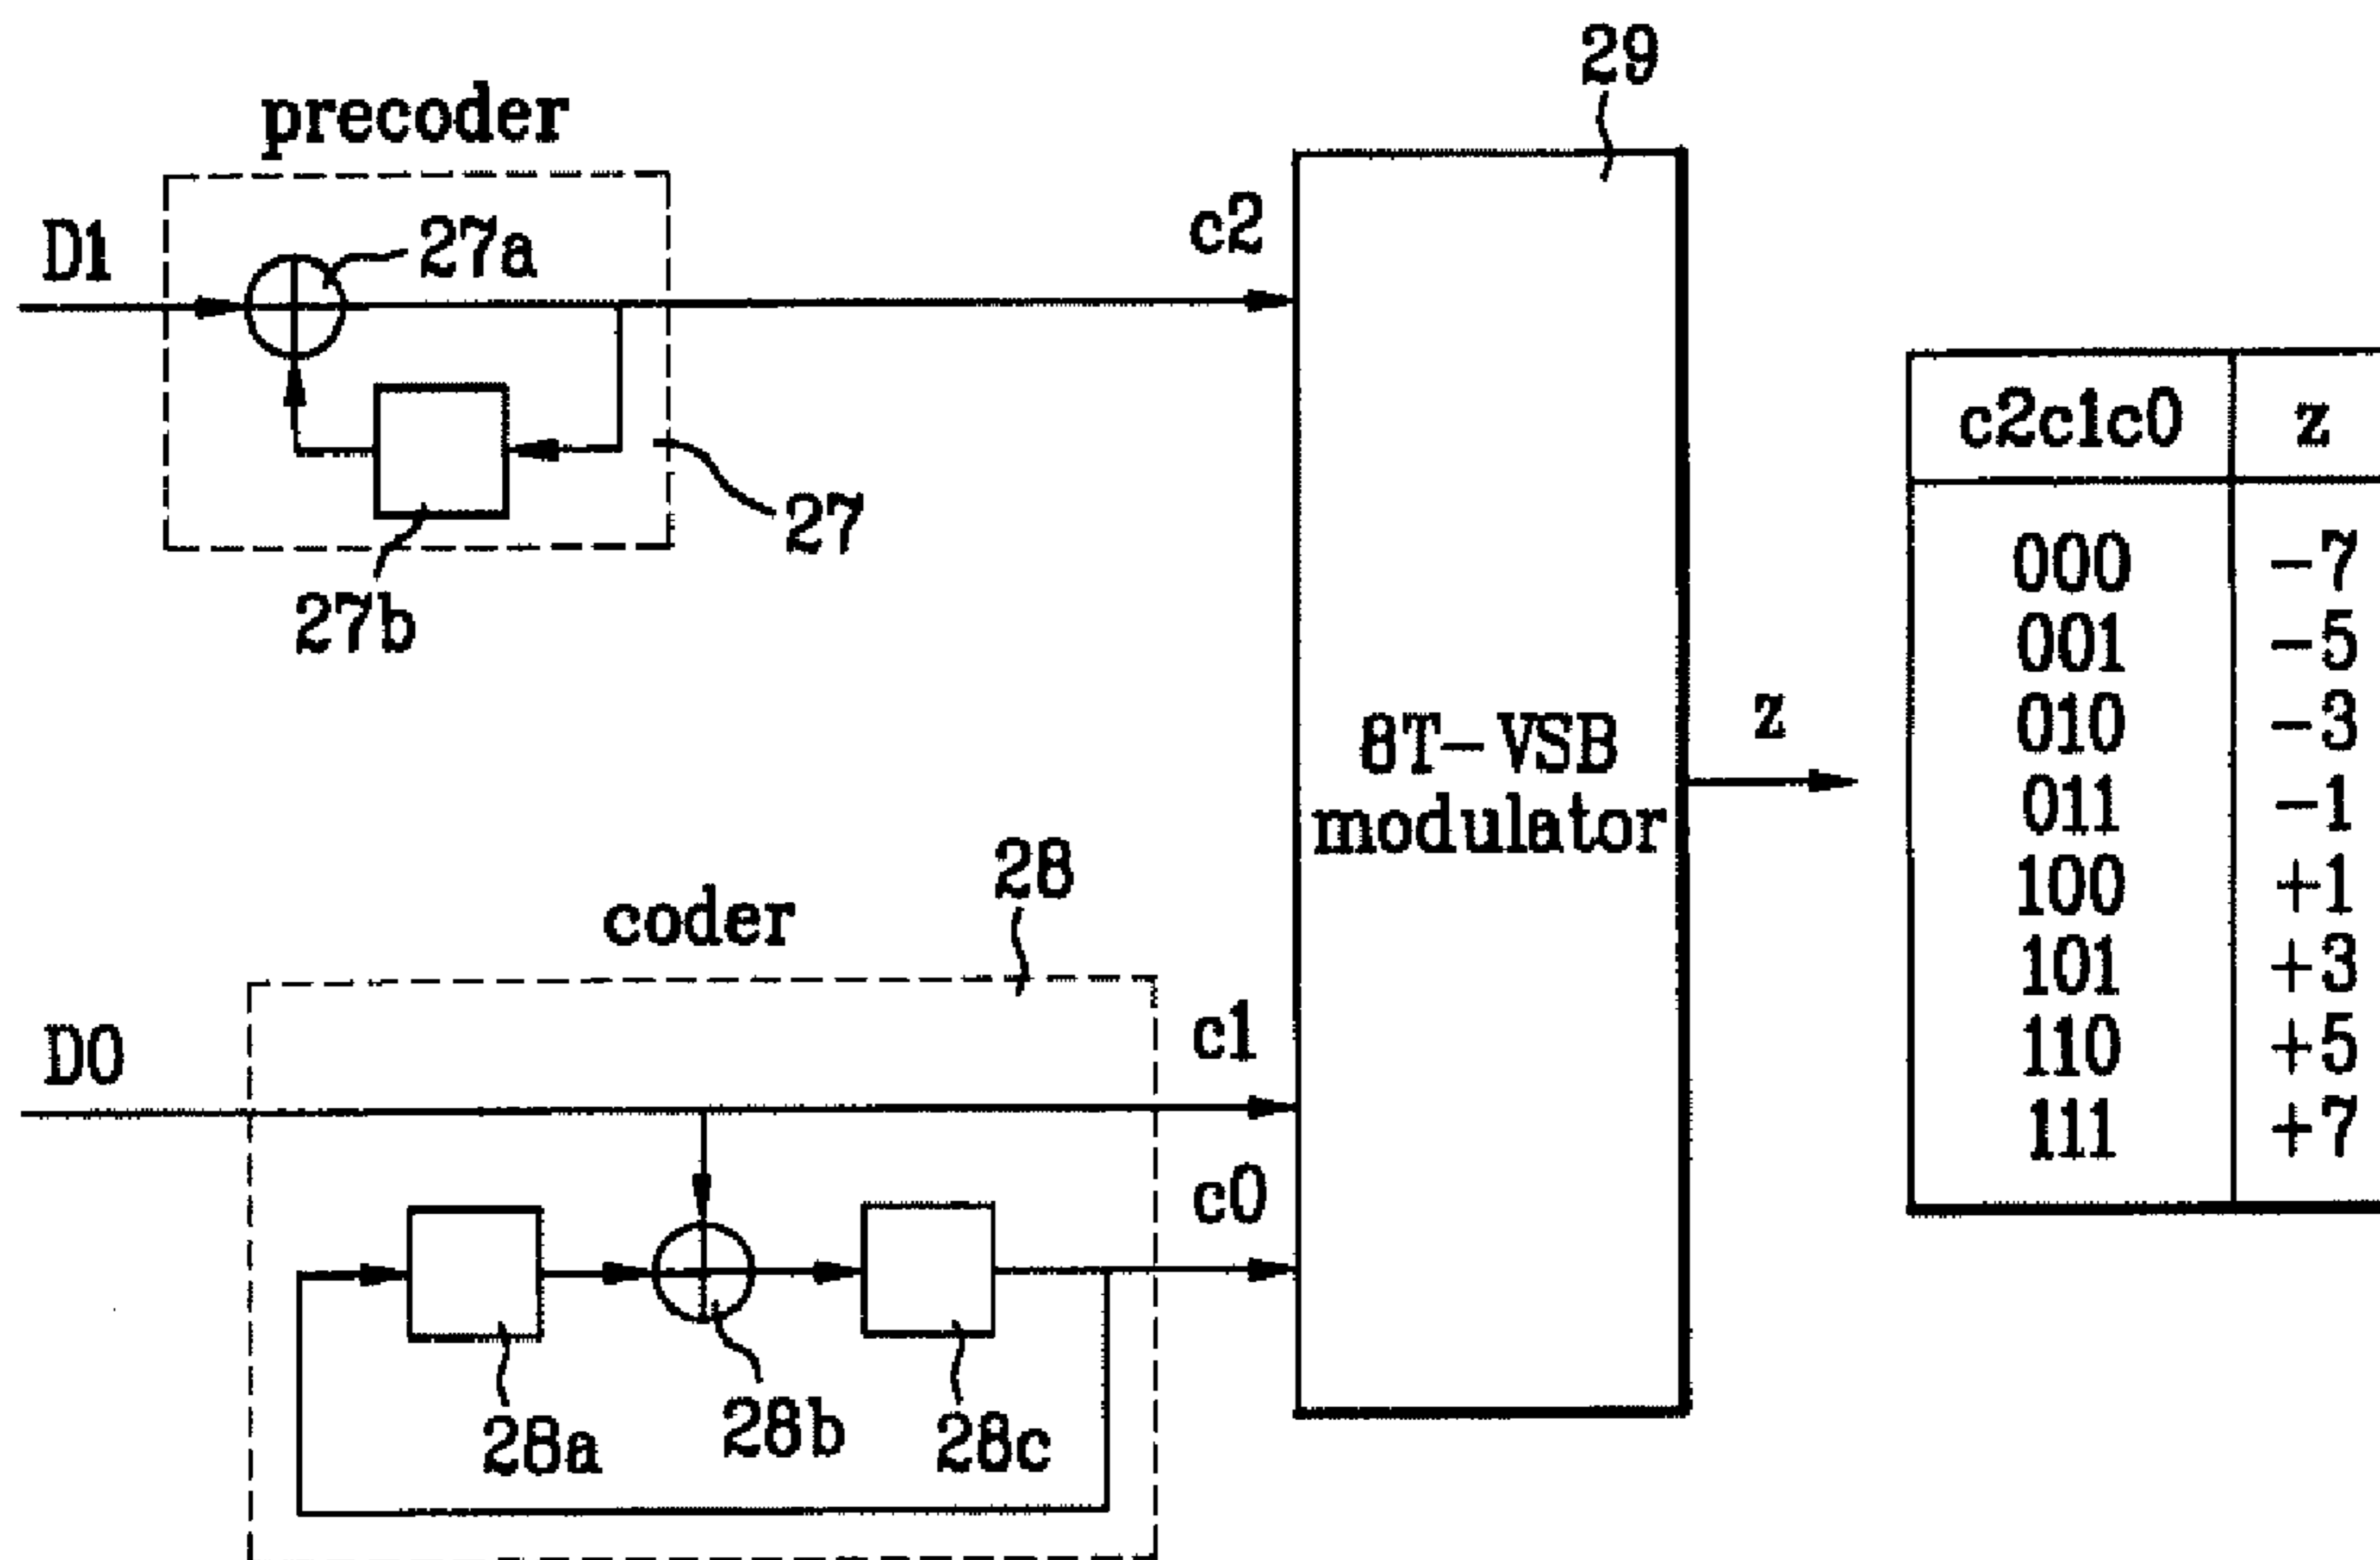 29
precoder
D1
27a
c2
27
27b
8T-VSB
modulator
z
28
coder
D0
c1
c0
28a
28b
28c
c2c1c0 z
000 -7
001 -5
010 -3
011 -1
100 +1
101 +3
110 +5
111 +7